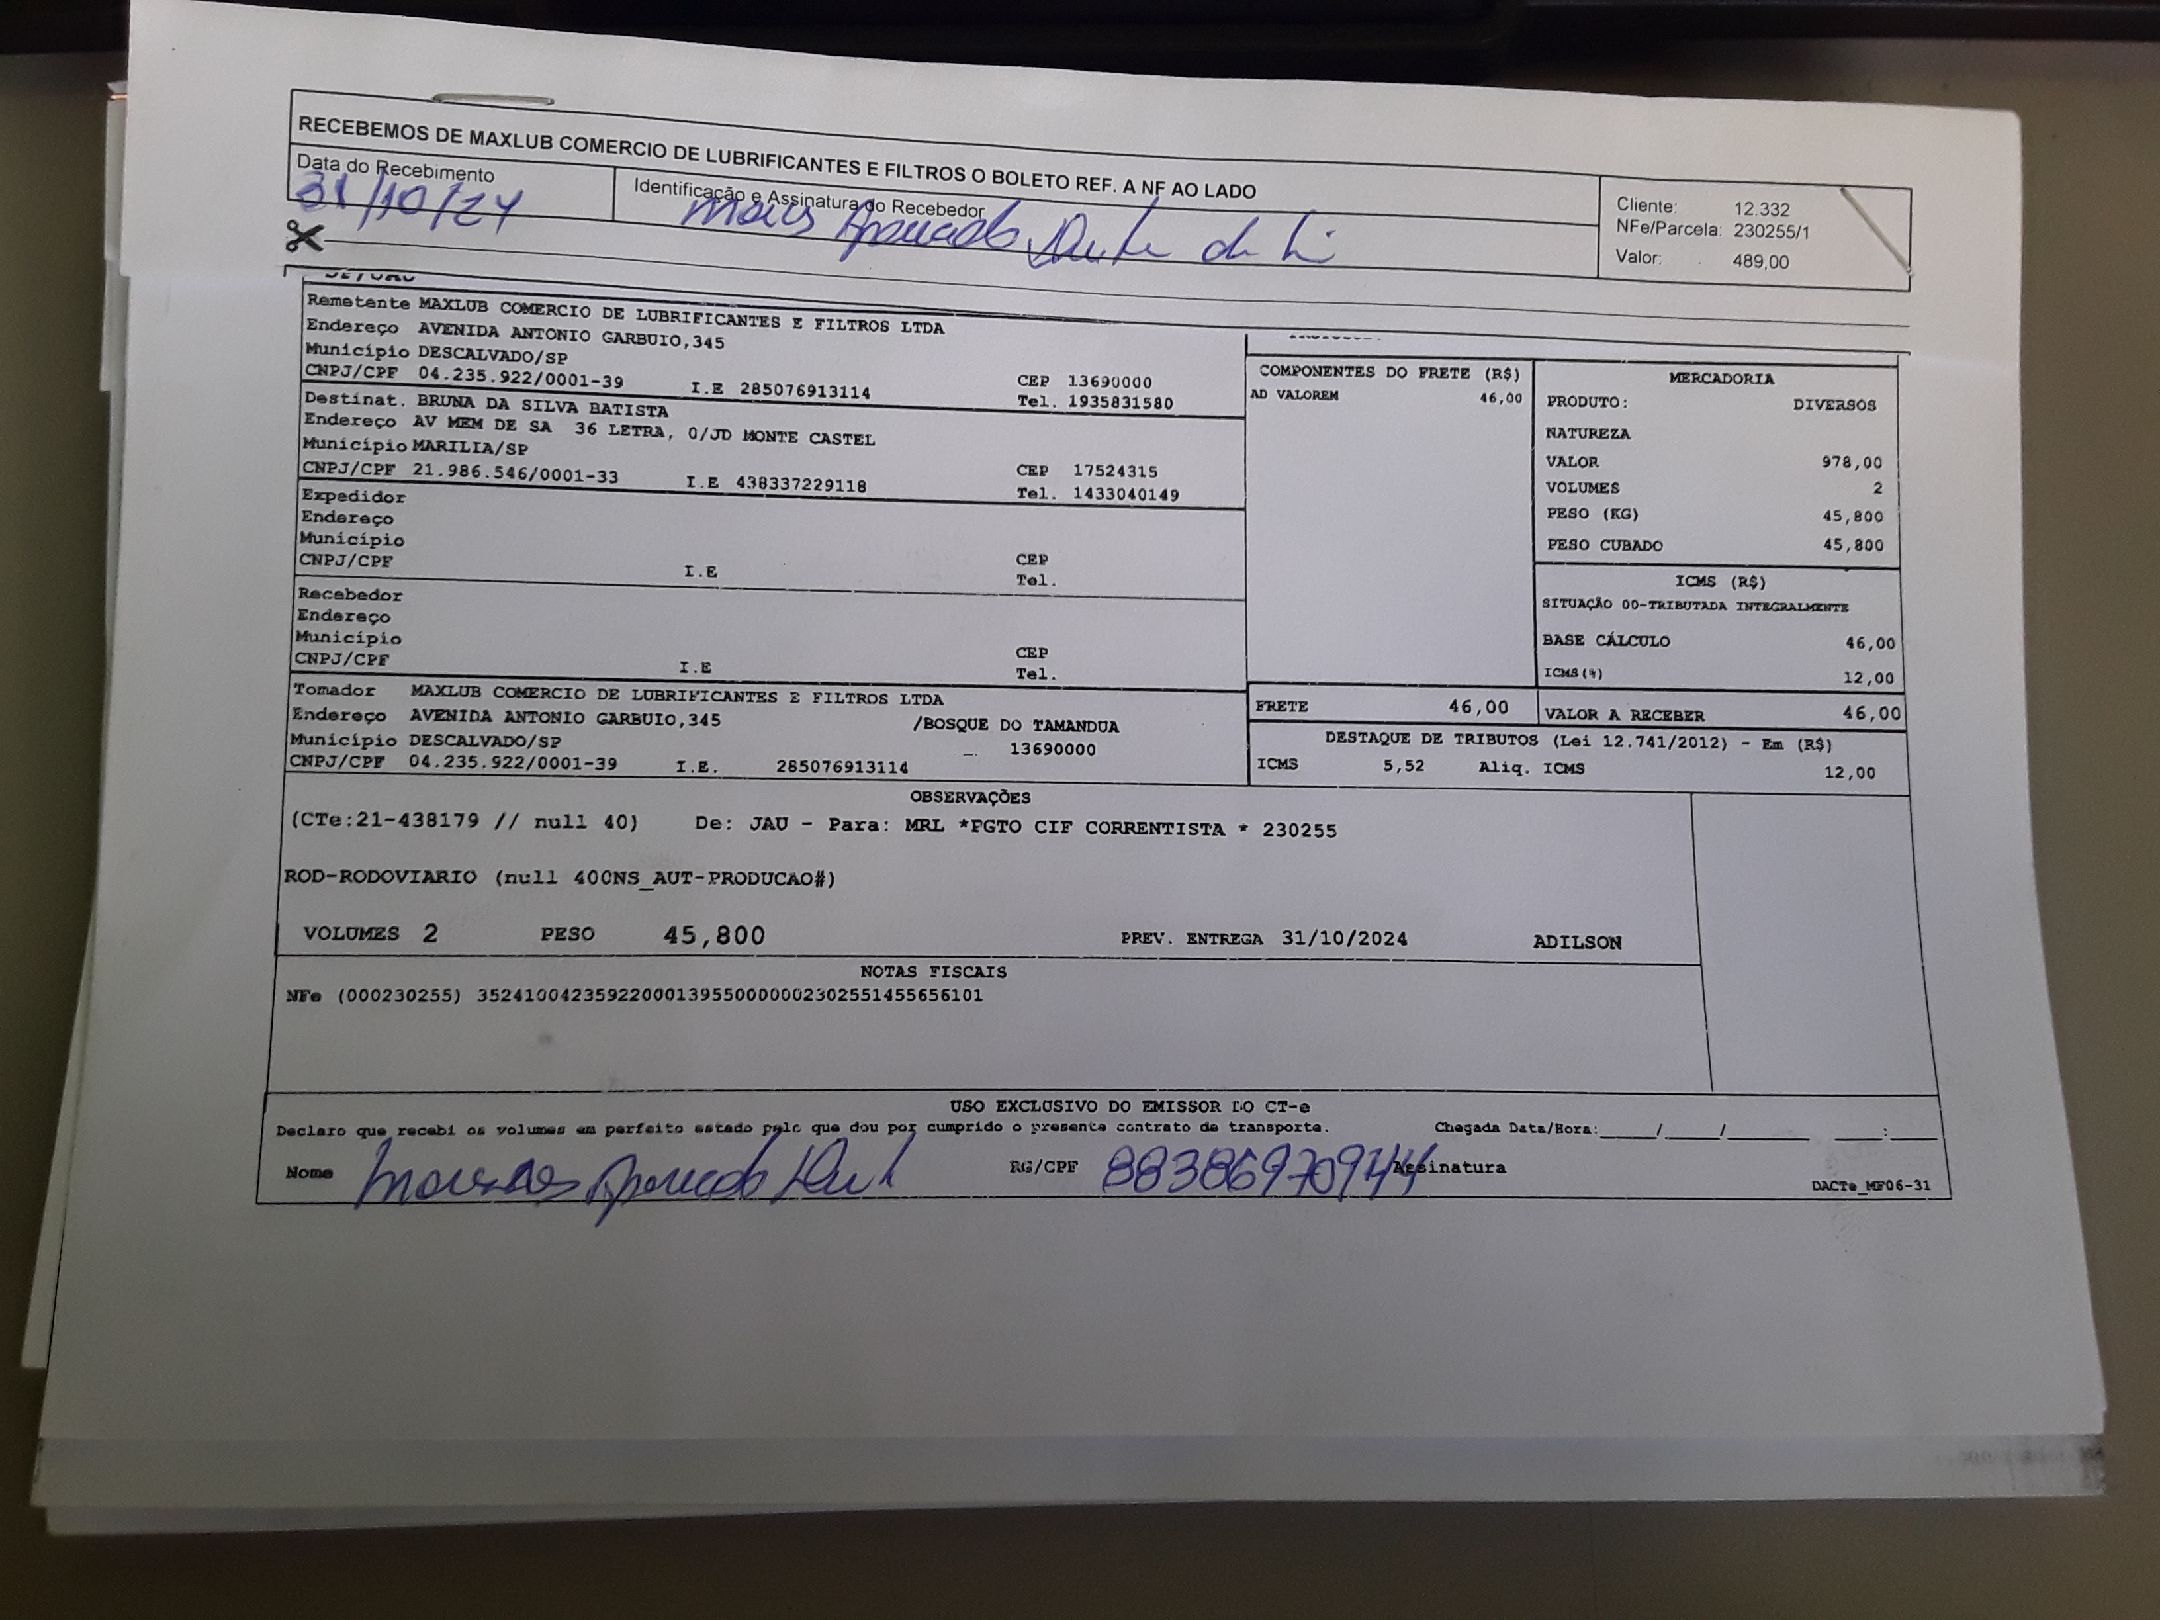 RECEBEMOS DE MAXLUB COMERCIO DE LUBRIFICANTES E FILTROS O BOLETO REF. A NF AO LADO
Data do Recebimento
31/10/24
Identificação e Assinatura do Recebedor
Cliente: 12.332
NFe/Parcela: 230255/1
Valor: 489,00
Remetente MAXLUB COMERCIO DE LUBRIFICANTES E FILTROS LTDA
Endereço AVENIDA ANTONIO GARBUIO,345
Município DESCALVADO/SP
CNPJ/CPF 04.235.922/0001-39 I.E 285076913114
CEP 13690000
Tel. 1935831580
Destinat. BRUNA DA SILVA BATISTA
Endereço AV MEM DE SA 36 LETRA, 0/JD MONTE CASTEL
Município MARILIA/SP
CNPJ/CPF 21.986.546/0001-33 I.E 438337229118
CEP 17524315
Tel. 1433040149
Expedidor
Endereço
Município
CNPJ/CPF I.E
CEP
Tel.
Recebedor
Endereço
Município
CNPJ/CPF I.E
CEP
Tel.
Tomador MAXLUB COMERCIO DE LUBRIFICANTES E FILTROS LTDA
Endereço AVENIDA ANTONIO GARBUIO,345 /BOSQUE DO TAMANDUA
Município DESCALVADO/SP 13690000
CNPJ/CPF 04.235.922/0001-39 I.E. 285076913114
COMPONENTES DO FRETE (R$)
AD VALOREM 46,00
MERCADORIA
PRODUTO: DIVERSOS
NATUREZA
VALOR 978,00
VOLUMES 2
PESO (KG) 45,800
PESO CUBADO 45,800
ICMS (R$)
SITUAÇÃO 00-TRIBUTADA INTEGRALMENTE
BASE CÁLCULO 46,00
ICMS(%) 12,00
FRETE 46,00
VALOR A RECEBER 46,00
DESTAQUE DE TRIBUTOS (Lei 12.741/2012) - Em (R$)
ICMS 5,52 Aliq. ICMS 12,00
OBSERVAÇÕES
(CTe:21-438179 // null 40) De: JAU - Para: MRL *PGTO CIF CORRENTISTA * 230255
ROD-RODOVIARIO (null 40CNS_AUT-PRODUCAO#)
VOLUMES 2 PESO 45,800 PREV. ENTREGA 31/10/2024 ADILSON
NOTAS FISCAIS
NFe (000230255) 35241004235922000139550000002302551455656101
USO EXCLUSIVO DO EMISSOR DO CT-e
Declaro que recebi os volumes em perfeito estado pelo que dou por cumprido o presente contrato de transporte. Chegada Data/Hora:_____/_____/________ ____:____
Nome RG/CPF 88386970944 Assinatura
DACTe_MF06-31